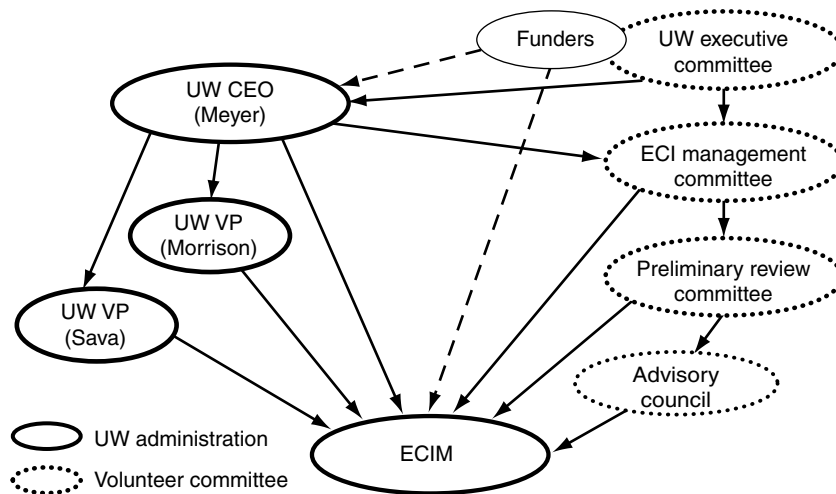 Funders
UW executive
committee
UW CEO
(Meyer)
ECI management
committee
UW VP
(Morrison)
Preliminary review
committee
UW VP
(Sava)
Advisory
council
ECIM
UW administration
Volunteer committee